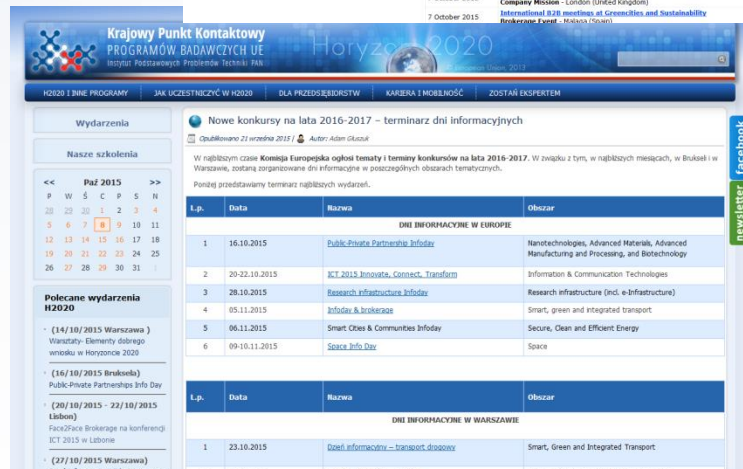 Company Mission - London (United Kingdom)
7 October 2015
International B2B meetings at Greencities and Sustainability
Brokerage Event - Malaga (Spain)
Krajowy Punkt Kontaktowy
PROGRAMÓW BADAWCZYCH UE
Instytut Podstawowych Problemów Techniki PAN
Horyzont 2020
© European Union, 2013
H2020 I INNE PROGRAMY
JAK UCZESTNICZYĆ W H2020
DLA PRZEDSIĘBIORSTW
KARIERA I MOBILNOŚĆ
ZOSTAŃ EKSPERTEM
Wydarzenia
Nasze szkolenia
<< Paź 2015 >>
P W Ś C P S N
28 29 30 1 2 3 4
5 6 7 8 9 10 11
12 13 14 15 16 17 18
19 20 21 22 23 24 25
26 27 28 29 30 31
Polecane wydarzenia
H2020
(14/10/2015 Warszawa )
Warsztaty- Elementy dobrego
wniosku w Horyzoncie 2020
(16/10/2015 Bruksela)
Public-Private Partnerships Info Day
(20/10/2015 - 22/10/2015
Lisbon)
Face2Face Brokerage na konferencji
ICT 2015 w Lizbonie
(27/10/2015 Warszawa)
Nowe konkursy na lata 2016-2017 – terminarz dni informacyjnych
Opublikowano 21 września 2015 | Autor: Adam Głuszuk
W najbliższym czasie Komisja Europejska ogłosi tematy i terminy konkursów na lata 2016-2017. W związku z tym, w najbliższych miesiącach, w Brukseli i w
Warszawie, zostaną zorganizowane dni informacyjne w poszczególnych obszarach tematycznych.
Poniżej przedstawiamy terminarz najbliższych wydarzeń.
L.p. Data Nazwa Obszar
DNI INFORMACYJNE W EUROPIE
1 16.10.2015 Public-Private Partnership Infoday Nanotechnologies, Advanced Materials, Advanced
Manufacturing and Processing, and Biotechnology
2 20-22.10.2015 ICT 2015 Innovate, Connect, Transform Information & Communication Technologies
3 28.10.2015 Research infrastructure Infoday Research infrastructure (incl. e-Infrastructure)
4 05.11.2015 Infoday & brokerage Smart, green and integrated transport
5 06.11.2015 Smart Cities & Communities Infoday Secure, Clean and Efficient Energy
6 09-10.11.2015 Space Info Day Space
L.p. Data Nazwa Obszar
DNI INFORMACYJNE W WARSZAWIE
1 23.10.2015 Dzień informacyjny – transport drogowy Smart, Green and Integrated Transport
facebook
newsletter